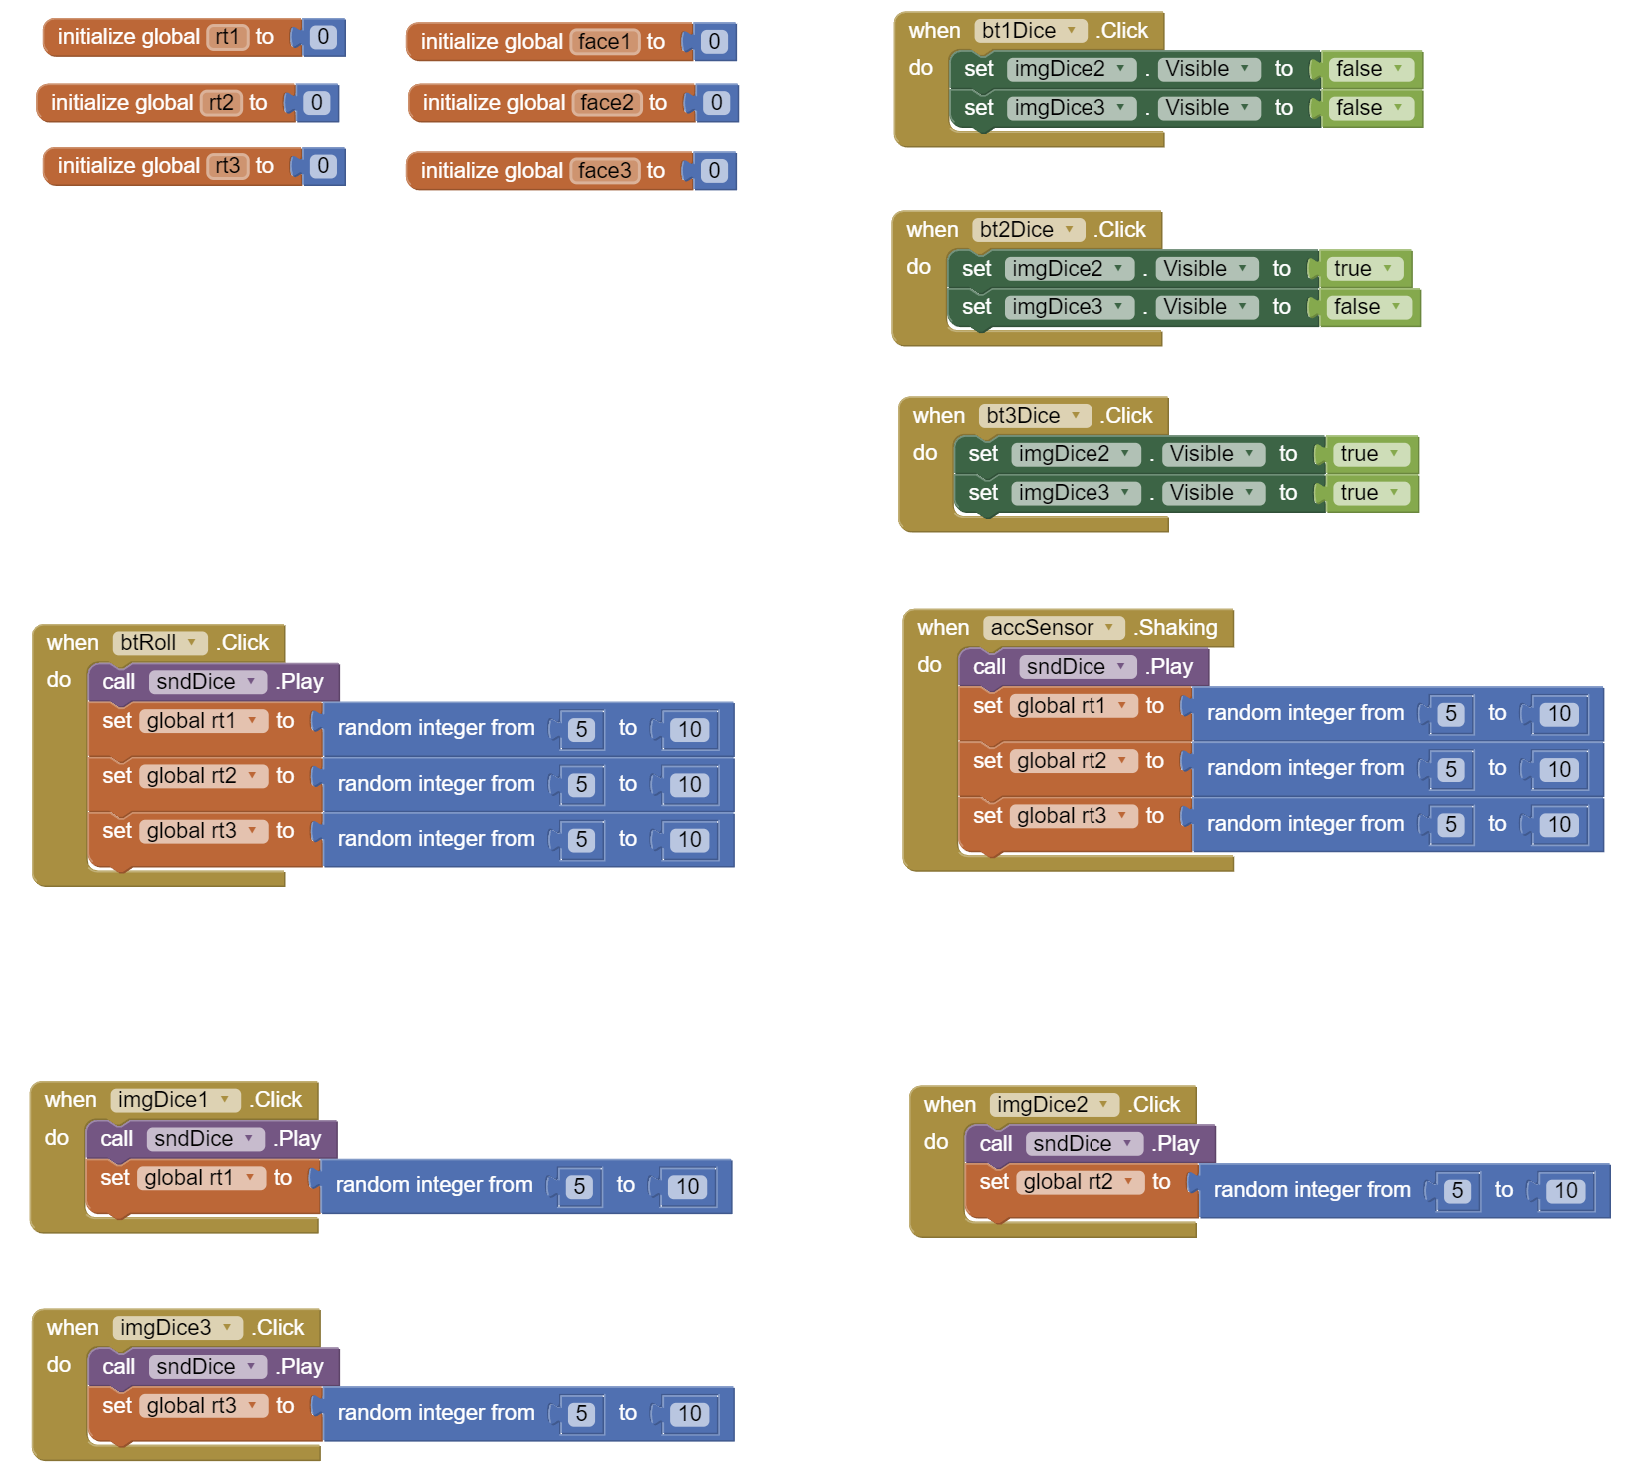 initialize global rt1 to 0
initialize global rt2 to 0
initialize global rt3 to 0
initialize global face1 to 0
initialize global face2 to 0
initialize global face3 to 0
when bt1Dice .Click
do set imgDice2 . Visible to false
set imgDice3 . Visible to false
when bt2Dice .Click
do set imgDice2 . Visible to true
set imgDice3 . Visible to false
when bt3Dice .Click
do set imgDice2 . Visible to true
set imgDice3 . Visible to true
when btRoll .Click
do call sndDice .Play
set global rt1 to random integer from 5 to 10
set global rt2 to random integer from 5 to 10
set global rt3 to random integer from 5 to 10
when accSensor .Shaking
do call sndDice .Play
set global rt1 to random integer from 5 to 10
set global rt2 to random integer from 5 to 10
set global rt3 to random integer from 5 to 10
when imgDice1 .Click
do call sndDice .Play
set global rt1 to random integer from 5 to 10
when imgDice2 .Click
do call sndDice .Play
set global rt2 to random integer from 5 to 10
when imgDice3 .Click
do call sndDice .Play
set global rt3 to random integer from 5 to 10